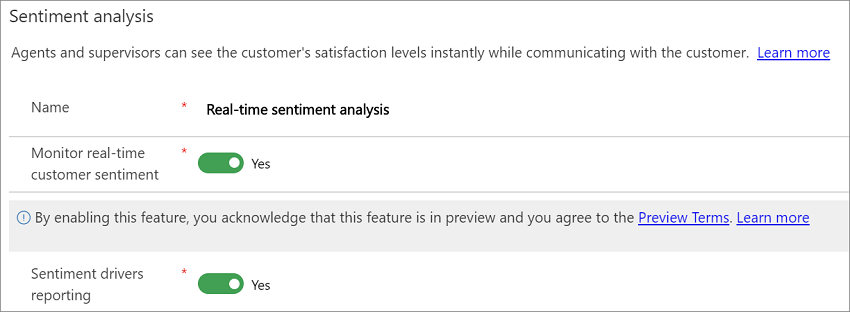 Sentiment analysis
Agents and supervisors can see the customer's satisfaction levels instantly while communicating with the customer. Learn more
Name * Real-time sentiment analysis
Monitor real-time * Yes
customer sentiment
By enabling this feature, you acknowledge that this feature is in preview and you agree to the Preview Terms. Learn more
Sentiment drivers * Yes
reporting